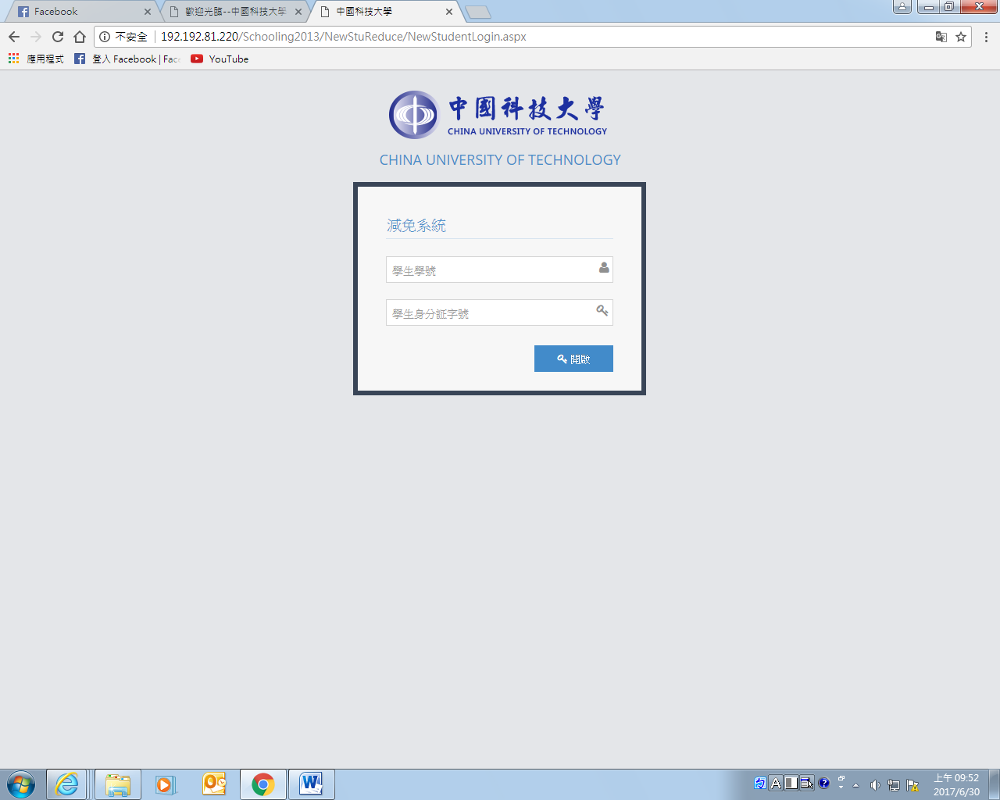 Facebook
歡迎光臨--中國科技大學
中國科技大學
不安全
192.192.81.220/Schooling2013/NewStuReduce/NewStudentLogin.aspx
應用程式
登入 Facebook | Fac
YouTube
中國科技大學
CHINA UNIVERSITY OF TECHNOLOGY
CHINA UNIVERSITY OF TECHNOLOGY
減免系統
學生學號
學生身分証字號
開啟
A
上午 09:52
2017/6/30